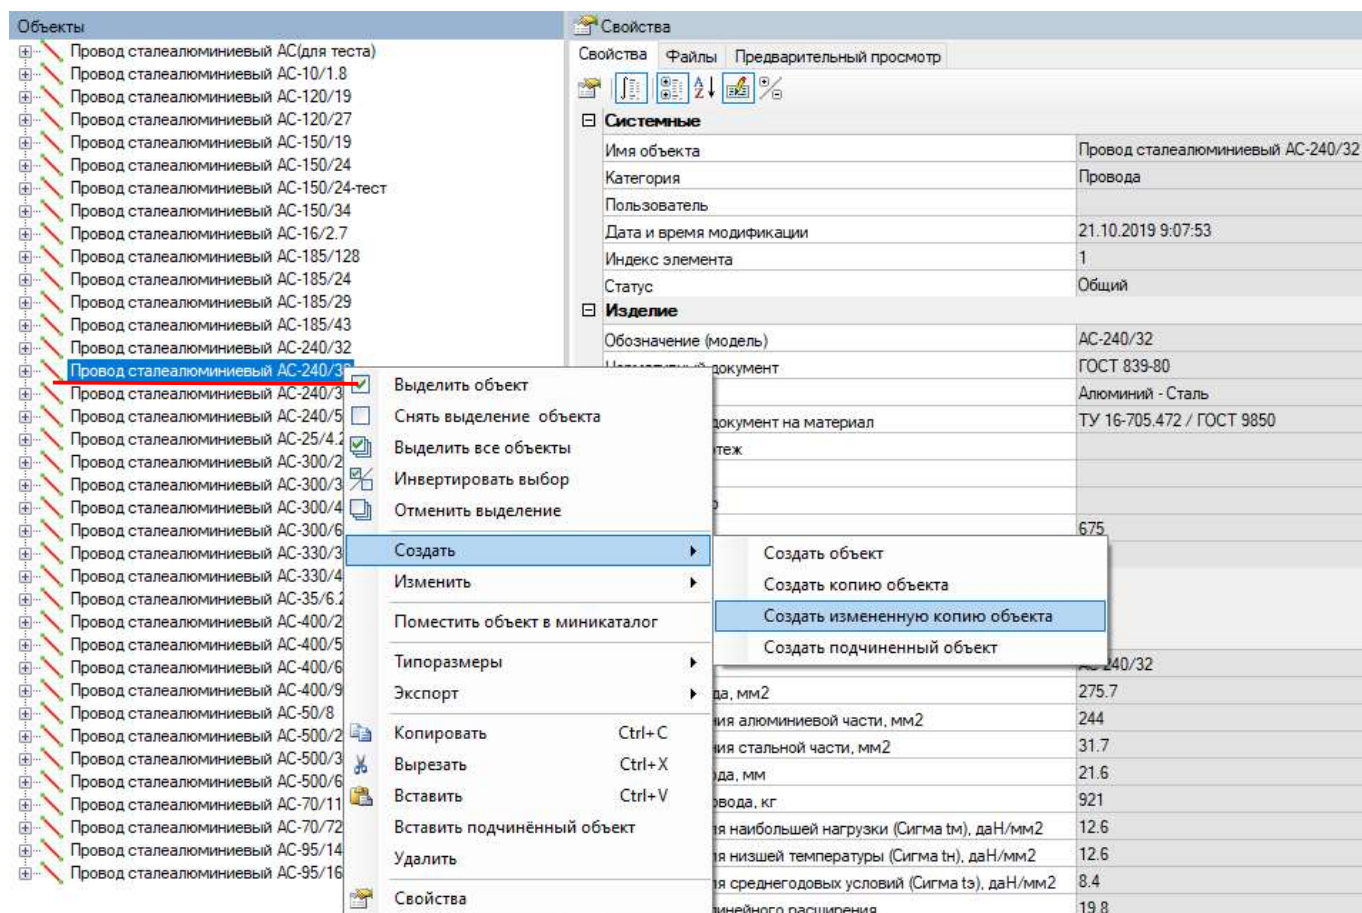 Объекты
Провод сталеалюминиевый АС(для теста)
Провод сталеалюминиевый АС-10/1.8
Провод сталеалюминиевый АС-120/19
Провод сталеалюминиевый АС-120/27
Провод сталеалюминиевый АС-150/19
Провод сталеалюминиевый АС-150/24
Провод сталеалюминиевый АС-150/24-тест
Провод сталеалюминиевый АС-150/34
Провод сталеалюминиевый АС-16/2.7
Провод сталеалюминиевый АС-185/128
Провод сталеалюминиевый АС-185/24
Провод сталеалюминиевый АС-185/29
Провод сталеалюминиевый АС-185/43
Провод сталеалюминиевый АС-240/32
Провод сталеалюминиевый АС-240/3
Провод сталеалюминиевый АС-240/3
Провод сталеалюминиевый АС-240/5
Провод сталеалюминиевый АС-25/4.2
Провод сталеалюминиевый АС-300/2
Провод сталеалюминиевый АС-300/3
Провод сталеалюминиевый АС-300/4
Провод сталеалюминиевый АС-300/6
Провод сталеалюминиевый АС-330/3
Провод сталеалюминиевый АС-330/4
Провод сталеалюминиевый АС-35/6.2
Провод сталеалюминиевый АС-400/2
Провод сталеалюминиевый АС-400/5
Провод сталеалюминиевый АС-400/6
Провод сталеалюминиевый АС-400/9
Провод сталеалюминиевый АС-50/8
Провод сталеалюминиевый АС-500/2
Провод сталеалюминиевый АС-500/3
Провод сталеалюминиевый АС-500/6
Провод сталеалюминиевый АС-70/11
Провод сталеалюминиевый АС-70/72
Провод сталеалюминиевый АС-95/14
Провод сталеалюминиевый АС-95/16
Выделить объект
Снять выделение объекта
Выделить все объекты
Инвертировать выбор
Отменить выделение
Создать
Изменить
Поместить объект в миникаталог
Типоразмеры
Экспорт
Копировать Ctrl+C
Вырезать Ctrl+X
Вставить Ctrl+V
Вставить подчинённый объект
Удалить
Свойства
Создать объект
Создать копию объекта
Создать измененную копию объекта
Создать подчиненный объект
Свойства
Свойства Файлы Предварительный просмотр
Системные
Имя объекта Провод сталеалюминиевый АС-240/32
Категория Провода
Пользователь
Дата и время модификации 21.10.2019 9:07:53
Индекс элемента 1
Статус Общий
Изделие
Обозначение (модель) АС-240/32
документ ГОСТ 839-80
Алюминий - Сталь
документ на материал ТУ 16-705.472 / ГОСТ 9850
теж
675
240/32
да, мм2 275.7
ия алюминиевой части, мм2 244
ия стальной части, мм2 31.7
да, мм 21.6
вода, кг 921
я наибольшей нагрузки (Сигма tм), даН/мм2 12.6
я низшей температуры (Сигма tн), даН/мм2 12.6
я среднегодовых условий (Сигма tэ), даН/мм2 8.4
инейного расширения 19.8